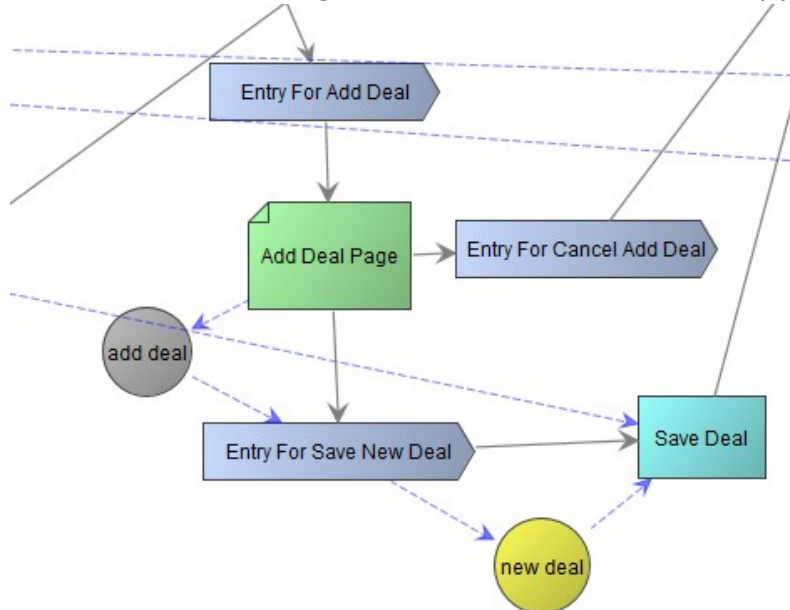 Entry For Add Deal
Add Deal Page
Entry For Cancel Add Deal
add deal
Entry For Save New Deal
Save Deal
new deal